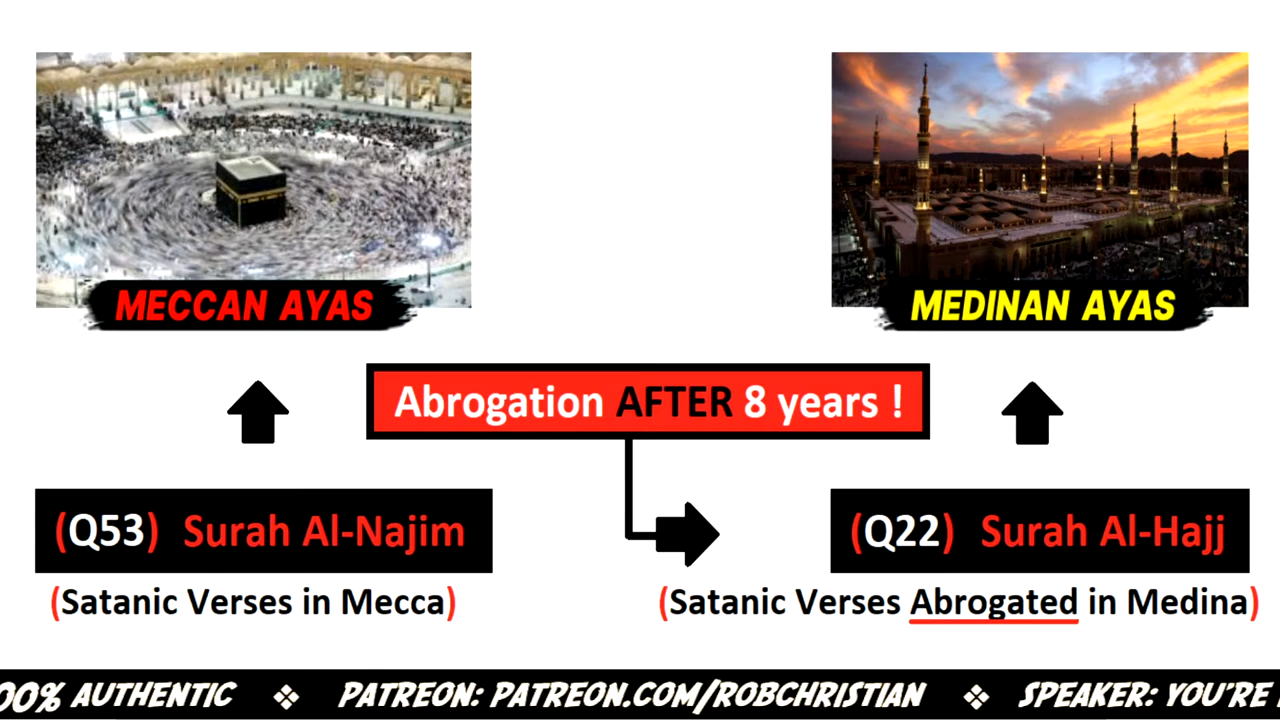 MECCAN AYAS
MEDINAN AYAS
Abrogation AFTER 8 years !
(Q53) Surah Al-Najim
(Q22) Surah Al-Hajj
(Satanic Verses in Mecca)
(Satanic Verses Abrogated in Medina)
00% AUTHENTIC ❖ PATREON: PATREON.COM/ROBCHRISTIAN ❖ SPEAKER: YOU'RE